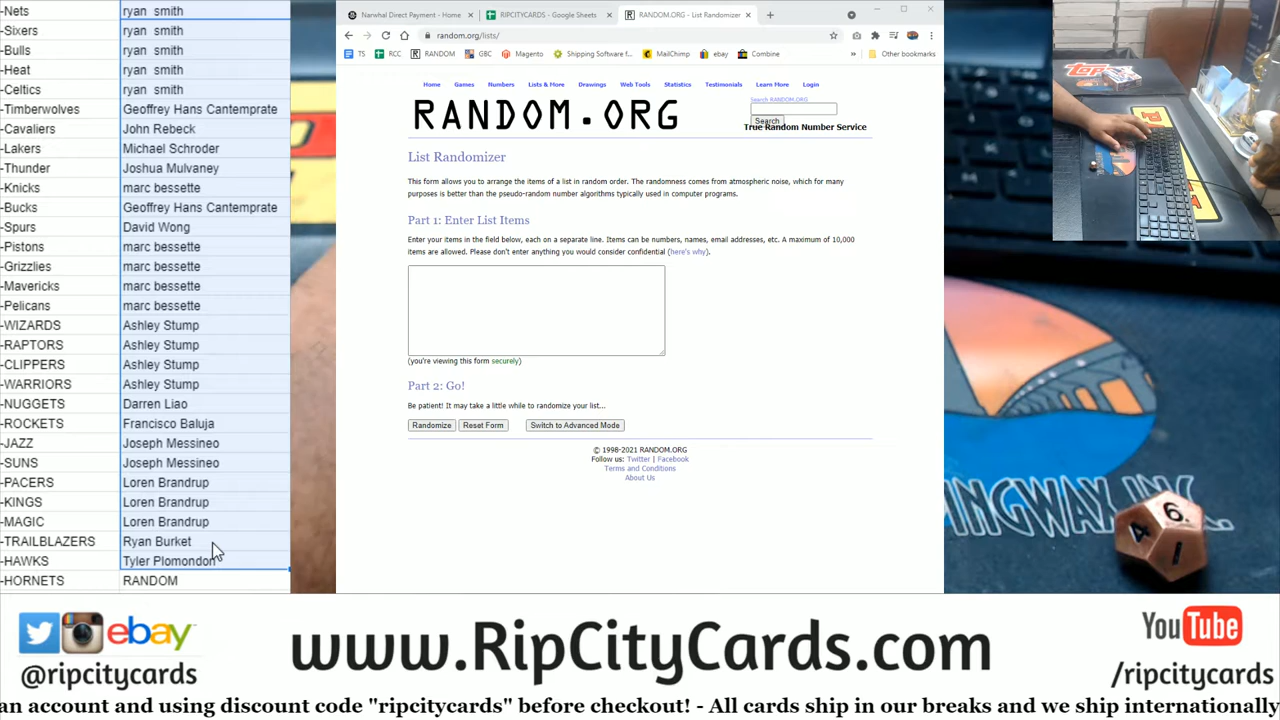 -Nets ryan smith
-Sixers ryan smith
-Bulls ryan smith
-Heat ryan smith
-Celtics ryan smith
-Timberwolves Geoffrey Hans Cantemprate
-Cavaliers John Rebeck
-Lakers Michael Schroder
-Thunder Joshua Mulvaney
-Knicks marc bessette
-Bucks Geoffrey Hans Cantemprate
-Spurs David Wong
-Pistons marc bessette
-Grizzlies marc bessette
-Mavericks marc bessette
-Pelicans marc bessette
-WIZARDS Ashley Stump
-RAPTORS Ashley Stump
-CLIPPERS Ashley Stump
-WARRIORS Ashley Stump
-NUGGETS Darren Liao
-ROCKETS Francisco Baluja
-JAZZ Joseph Messineo
-SUNS Joseph Messineo
-PACERS Loren Brandrup
-KINGS Loren Brandrup
-MAGIC Loren Brandrup
-TRAILBLAZERS Ryan Burket
-HAWKS Tyler Plomondon
-HORNETS RANDOM
Narwhal Direct Payment - Home
RIPCITYCARDS - Google Sheets
RANDOM.ORG - List Randomizer
random.org/lists/
TS RCC RANDOM GBC Magento Shipping Software f... MailChimp ebay Combine » Other bookmarks
Home Games Numbers Lists & More Drawings Web Tools Statistics Testimonials Learn More Login
RANDOM.ORG
Search RANDOM.ORG
Search
True Random Number Service
List Randomizer
This form allows you to arrange the items of a list in random order. The randomness comes from atmospheric noise, which for many
purposes is better than the pseudo-random number algorithms typically used in computer programs.
Part 1: Enter List Items
Enter your items in the field below, each on a separate line. Items can be numbers, names, email addresses, etc. A maximum of 10,000
items are allowed. Please don't enter anything you would consider confidential (here's why).
(you're viewing this form securely)
Part 2: Go!
Be patient! It may take a little while to randomize your list...
Randomize Reset Form Switch to Advanced Mode
© 1998-2021 RANDOM.ORG
Follow us: Twitter | Facebook
Terms and Conditions
About Us
Topps
INGWAY, INC.
4 6. 1
ebay
@ripcitycards
www.RipCityCards.com
YouTube
/ripcitycards
an account and using discount code "ripcitycards" before checkout! - All cards ship in our breaks and we ship internationally